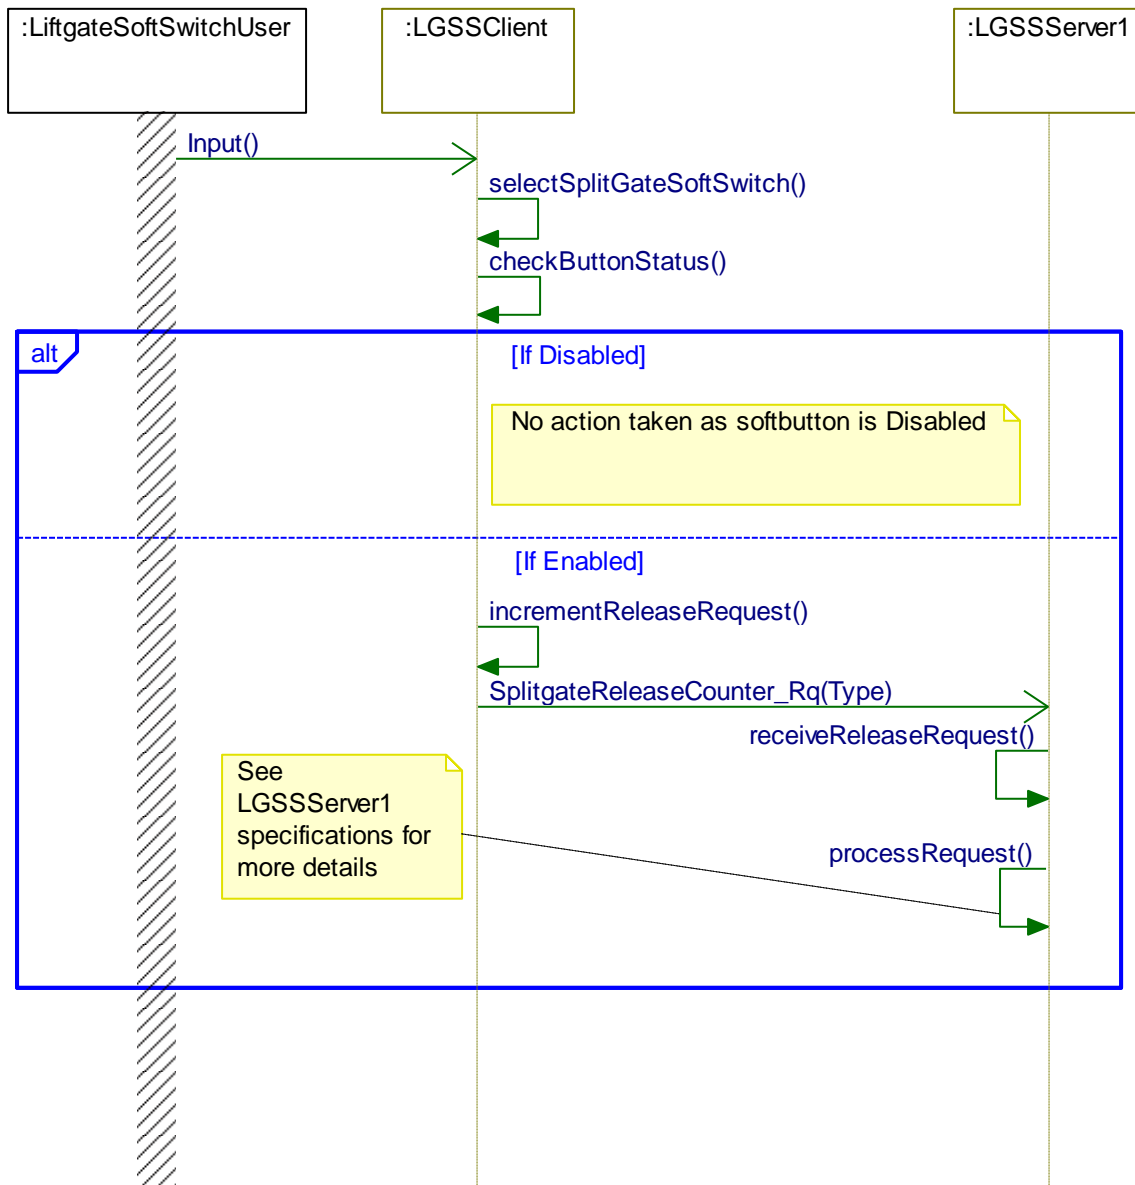 :LiftgateSoftSwitchUser
:LGSSClient
:LGSSServer1
Input()
selectSplitGateSoftSwitch()
checkButtonStatus()
alt
[If Disabled]
No action taken as softbutton is Disabled
[If Enabled]
incrementReleaseRequest()
SplitgateReleaseCounter_Rq(Type)
receiveReleaseRequest()
See
LGSSServer1
specifications for
more details
processRequest()